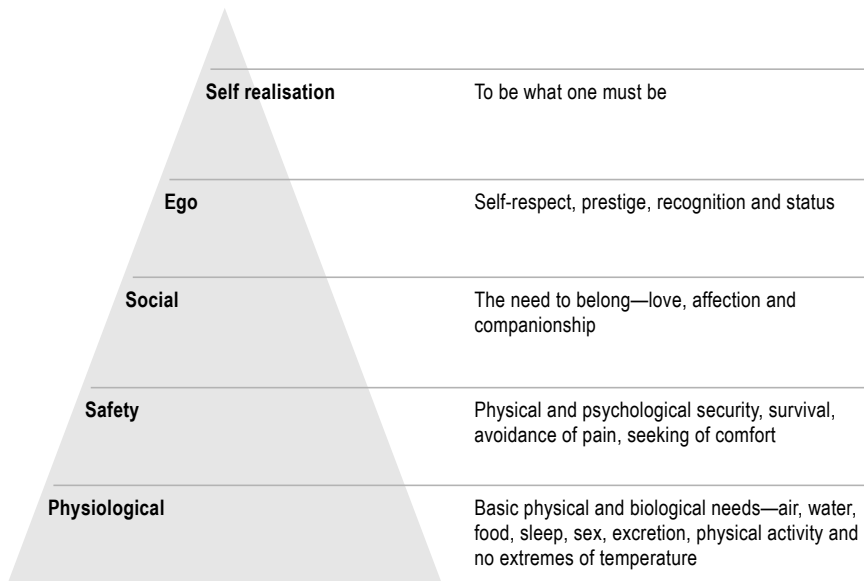 Self realisation
To be what one must be
Ego
Self-respect, prestige, recognition and status
Social
The need to belong—love, affection and
companionship
Safety
Physical and psychological security, survival,
avoidance of pain, seeking of comfort
Physiological
Basic physical and biological needs—air, water,
food, sleep, sex, excretion, physical activity and
no extremes of temperature